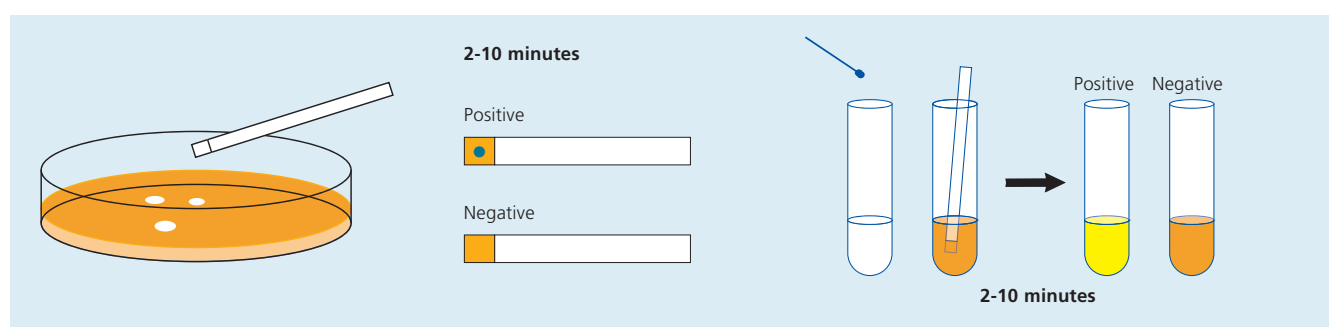 2-10 minutes
Positive
Negative
Positive Negative
2-10 minutes